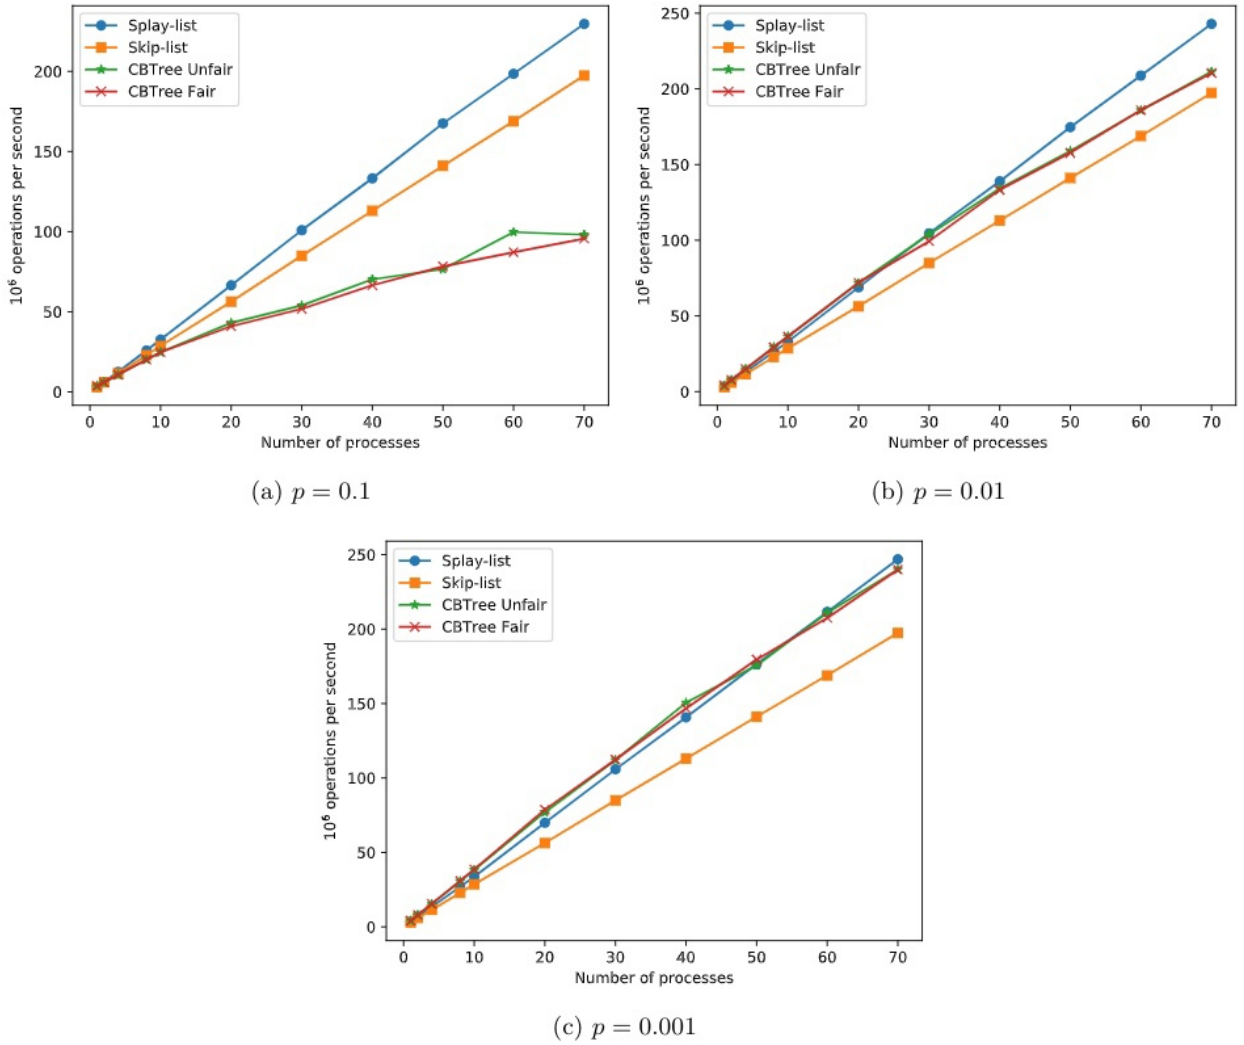 Splay-list
Skip-list
CBTree Unfair
CBTree Fair
10⁶ operations per second
200
150
100
50
0
0 10 20 30 40 50 60 70
Number of processes
(a) p = 0.1
Splay-list
Skip-list
CBTree Unfair
CBTree Fair
10⁶ operations per second
250
200
150
100
50
0
0 10 20 30 40 50 60 70
Number of processes
(b) p = 0.01
Splay-list
Skip-list
CBTree Unfair
CBTree Fair
10⁶ operations per second
250
200
150
100
50
0
0 10 20 30 40 50 60 70
Number of processes
(c) p = 0.001